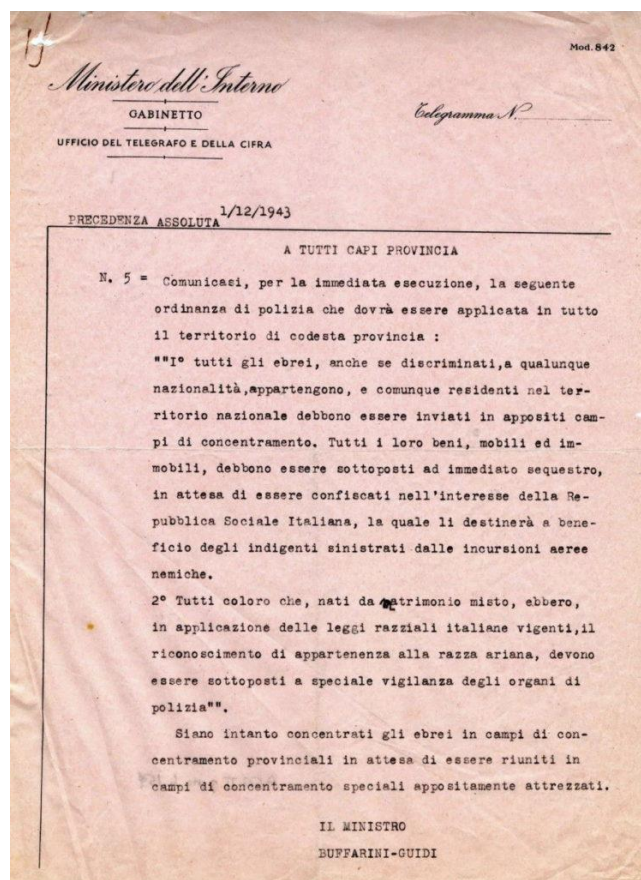 Mod. 842
Ministero dell'Interno
GABINETTO
Telegramma N.
UFFICIO DEL TELEGRAFO E DELLA CIFRA
1/12/1943
PRECEDENZA ASSOLUTA
A TUTTI CAPI PROVINCIA
N. 5 = Comunicasi, per la immediata esecuzione, la seguente
ordinanza di polizia che dovrà essere applicata in tutto
il territorio di codesta provincia :
""I° tutti gli ebrei, anche se discriminati,a qualunque
nazionalità,appartengono, e comunque residenti nel ter-
ritorio nazionale debbono essere inviati in appositi cam-
pi di concentramento. Tutti i loro beni, mobili ed im-
mobili, debbono essere sottoposti ad immediato sequestro,
in attesa di essere confiscati nell'interesse della Re-
pubblica Sociale Italiana, la quale li destinerà a bene-
ficio degli indigenti sinistrati dalle incursioni aeree
nemiche.
2° Tutti coloro che, nati da matrimonio misto, ebbero,
in applicazione delle leggi razziali italiane vigenti,il
riconoscimento di appartenenza alla razza ariana, devono
essere sottoposti a speciale vigilanza degli organi di
polizia"".
Siano intanto concentrati gli ebrei in campi di con-
centramento provinciali in attesa di essere riuniti in
campi di concentramento speciali appositamente attrezzati.
IL MINISTRO
BUFFARINI-GUIDI